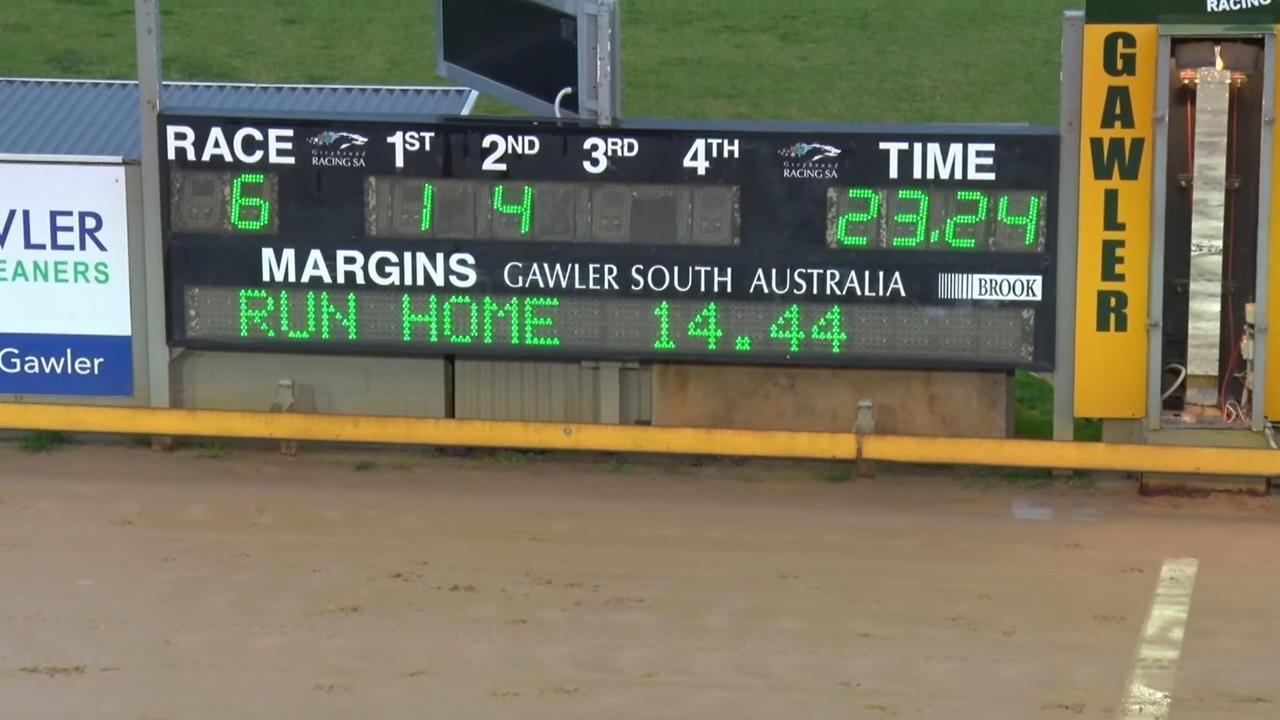 RACING
GAWLER
RACE 1ST 2ND 3RD 4TH TIME
Greyhound
RACING SA
Greyhound
RACING SA
6 1 4 23.24
MARGINS GAWLER SOUTH AUSTRALIA BROOK
RUN HOME 14.44
VLER
EANERS
Gawler